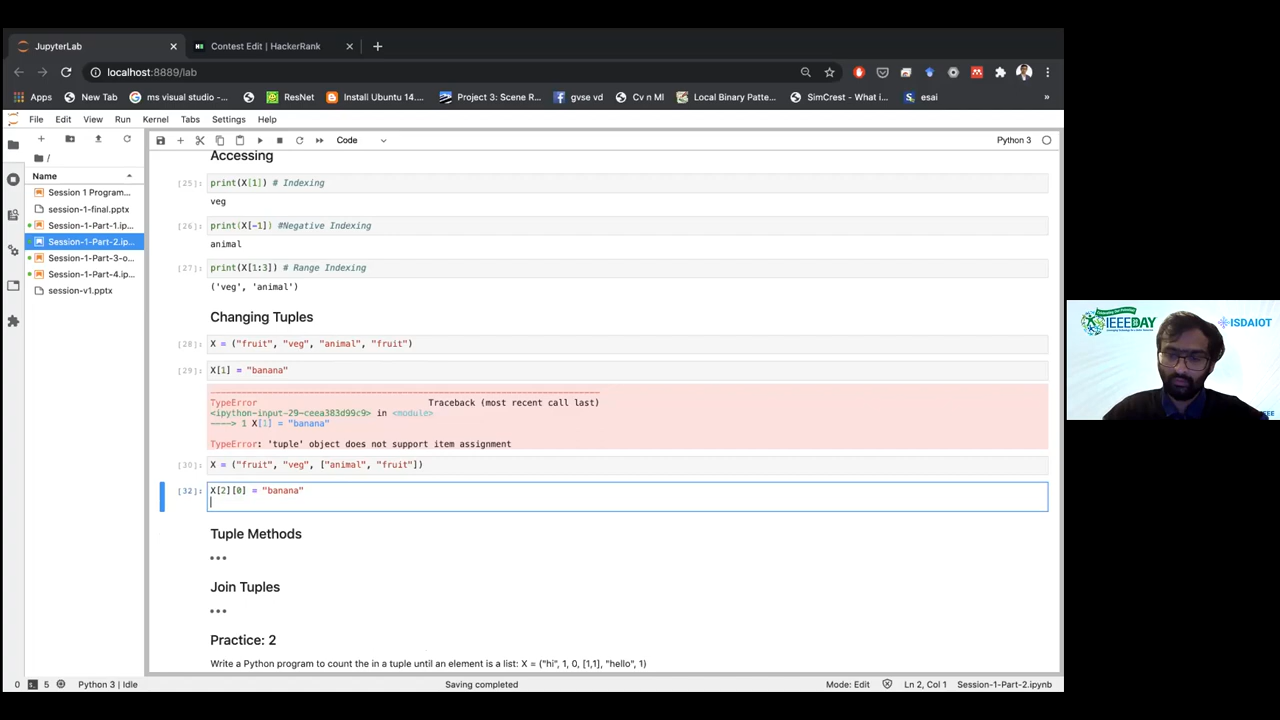 JupyterLab
Contest Edit | HackerRank
localhost:8889/lab
Apps
New Tab
ms visual studio -...
ResNet
Install Ubuntu 14....
Project 3: Scene R...
gvse vd
Cv n Ml
Local Binary Patte...
SimCrest - What i...
esai
»
File Edit View Run Kernel Tabs Settings Help
Code
Python 3
/
Name
Session 1 Program...
session-1-final.pptx
Session-1-Part-1.ip...
Session-1-Part-2.ip...
Session-1-Part-3-o...
Session-1-Part-4.ip...
session-v1.pptx
Accessing
[25]: print(X[1]) # Indexing
veg
[26]: print(X[-1]) #Negative Indexing
animal
[27]: print(X[1:3]) # Range Indexing
('veg', 'animal')
Changing Tuples
[28]: X = ("fruit", "veg", "animal", "fruit")
[29]: X[1] = "banana"
TypeError Traceback (most recent call last)
<ipython-input-29-ceea383d99c9> in <module>
----> 1 X[1] = "banana"
TypeError: 'tuple' object does not support item assignment
[30]: X = ("fruit", "veg", ["animal", "fruit"])
[32]: X[2][0] = "banana"
Tuple Methods
•••
Join Tuples
•••
Practice: 2
Write a Python program to count the in a tuple until an element is a list: X = ("hi", 1, 0, [1,1], "hello", 1)
0 5 Python 3 | Idle
Saving completed
Mode: Edit
Ln 2, Col 1
Session-1-Part-2.ipynb
IEEEDAY
ISDAIOT